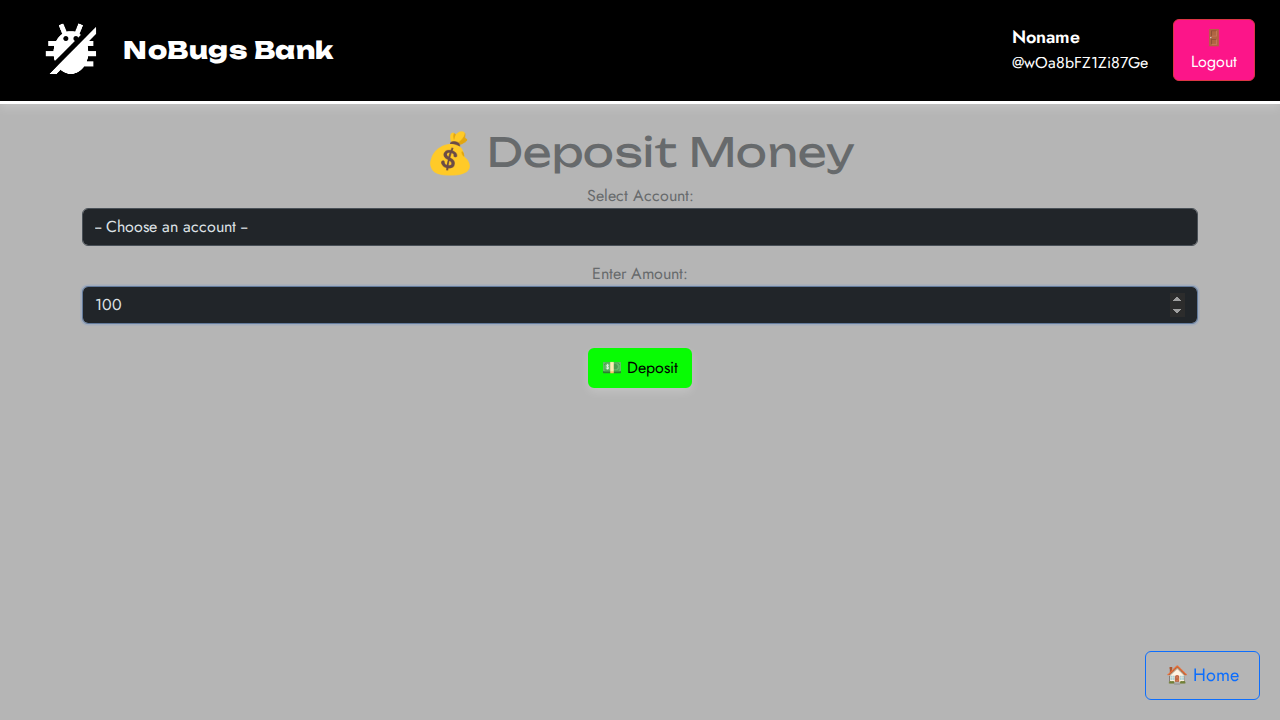 NoBugs Bank
Noname
@wOa8bFZ1Zi87Ge
Logout
Deposit Money
Select Account:
-- Choose an account --
Enter Amount:
100
Deposit
Home